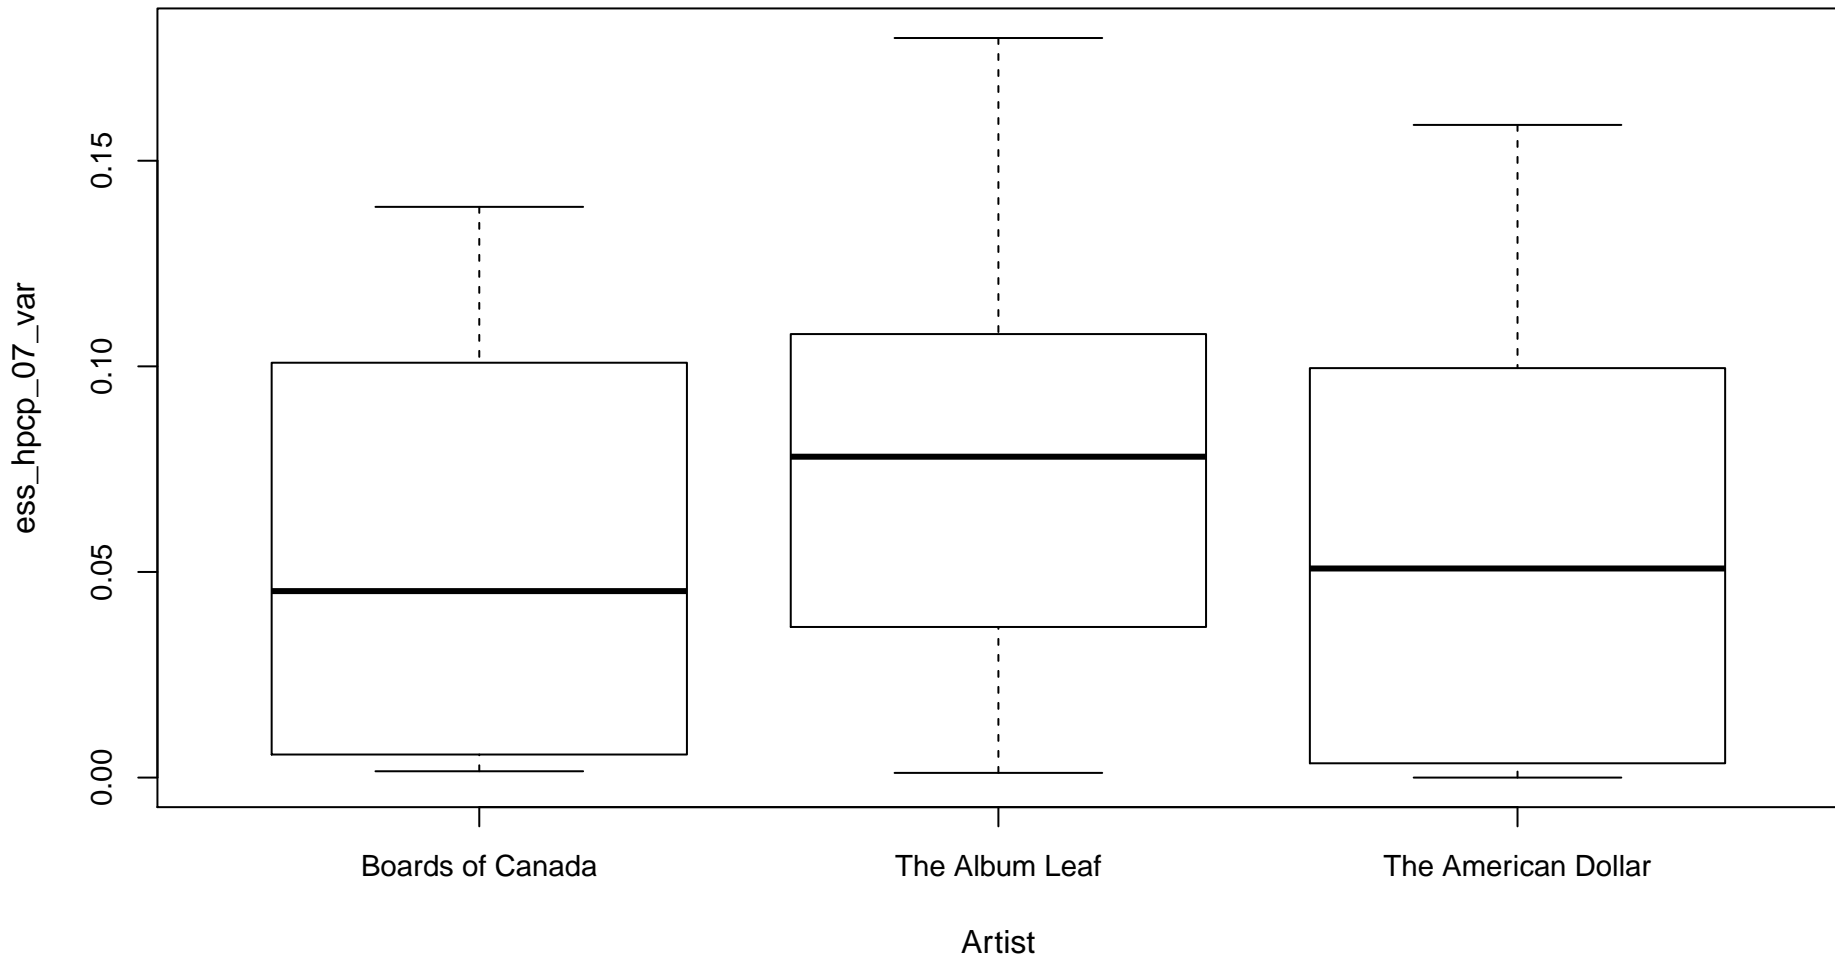 ess_hpcp_07_var
0.15
0.10
0.05
0.00
Boards of Canada
The Album Leaf
The American Dollar
Artist